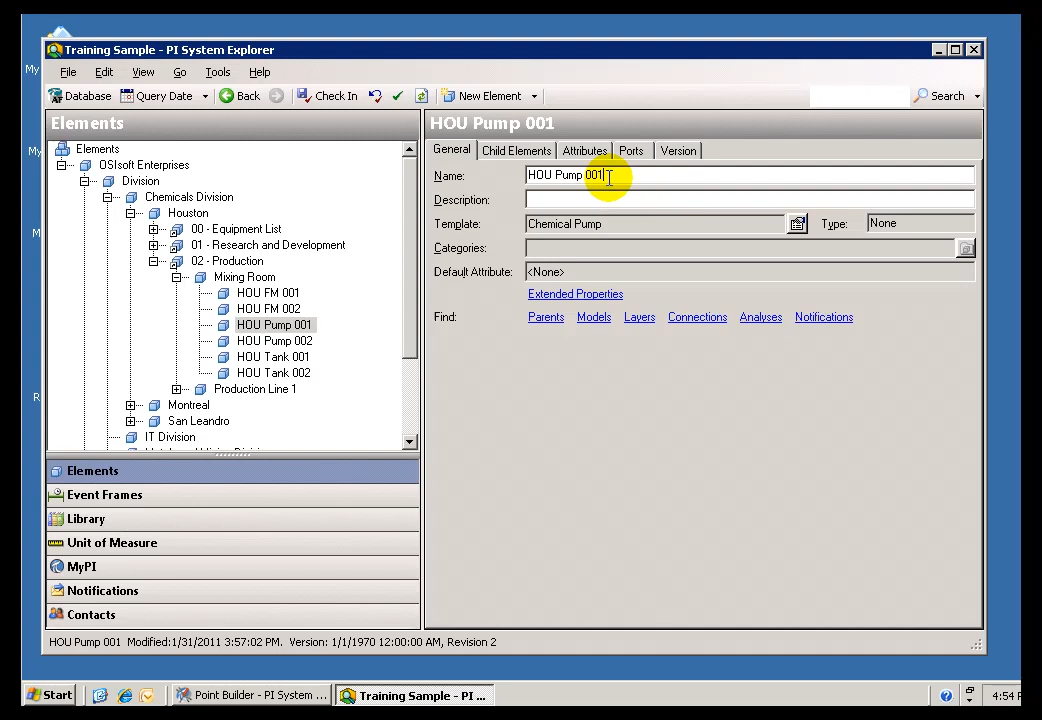 My
Training Sample - PI System Explorer
File Edit View Go Tools Help
Database Query Date Back Check In New Element Search
Elements
HOU Pump 001
General Child Elements Attributes Ports Version
Elements
OSIsoft Enterprises
Division
Chemicals Division
Houston
00 - Equipment List
01 - Research and Development
02 - Production
Mixing Room
HOU FM 001
HOU FM 002
HOU Pump 001
HOU Pump 002
HOU Tank 001
HOU Tank 002
Production Line 1
Montreal
San Leandro
IT Division
Name: HOU Pump 001
Description:
Template: Chemical Pump Type: None
Categories:
Default Attribute: <None>
Extended Properties
Find: Parents Models Layers Connections Analyses Notifications
My
M
R
Elements
Event Frames
Library
Unit of Measure
MyPI
Notifications
Contacts
HOU Pump 001 Modified:1/31/2011 3:57:02 PM. Version: 1/1/1970 12:00:00 AM, Revision 2
Start Point Builder - PI System ... Training Sample - PI ... 4:54